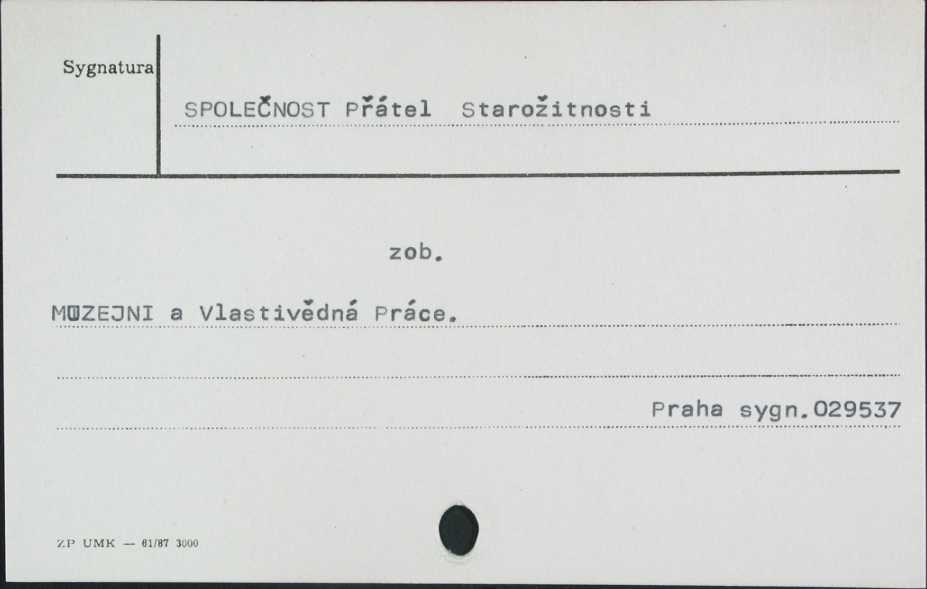 Sygnatura
SPOLEČNOST Přátel Starožitnosti
zob.
MUZEJNI a Vlastivědná Práce.
Praha sygn.029537
ZP UMK — 61/87 3000